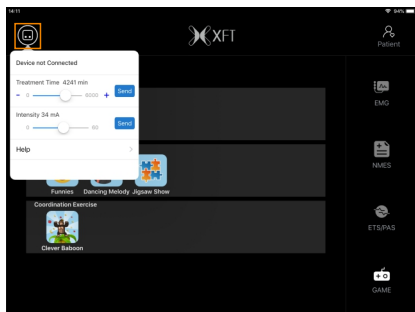 14:11
94%
XFT
Patient
Device not Connected
Treatment Time 4241 min
- 0 6000 + Send
Intensity 34 mA
0 60 Send
Help
EMG
NMES
ETS/PAS
GAME
Funnies Dancing Melody Jigsaw Show
Coordination Exercise
Clever Baboon